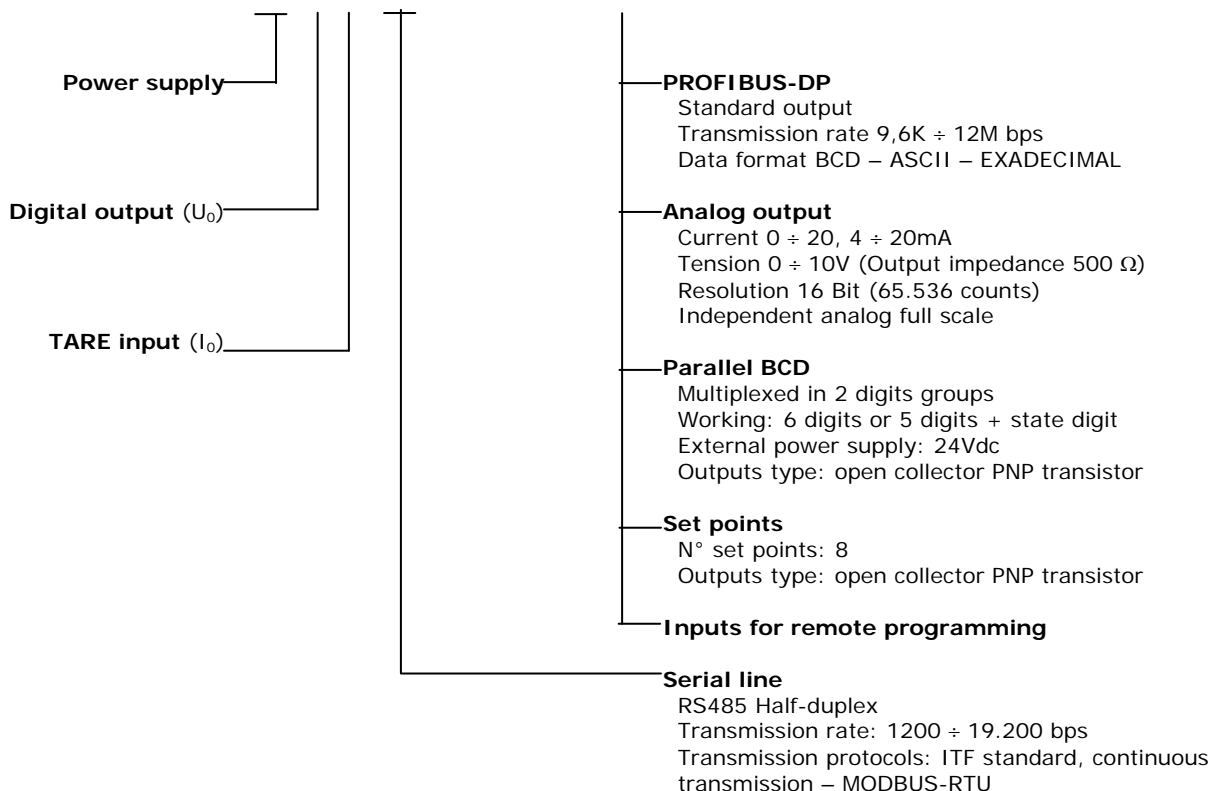 Power supply
Digital output (U₀)
TARE input (I₀)
PROFIBUS-DP
Standard output
Transmission rate 9,6K ÷ 12M bps
Data format BCD – ASCII – EXADECIMAL
Analog output
Current 0 ÷ 20, 4 ÷ 20mA
Tension 0 ÷ 10V (Output impedance 500 Ω)
Resolution 16 Bit (65.536 counts)
Independent analog full scale
Parallel BCD
Multiplexed in 2 digits groups
Working: 6 digits or 5 digits + state digit
External power supply: 24Vdc
Outputs type: open collector PNP transistor
Set points
N° set points: 8
Outputs type: open collector PNP transistor
Inputs for remote programming
Serial line
RS485 Half-duplex
Transmission rate: 1200 ÷ 19.200 bps
Transmission protocols: ITF standard, continuous
transmission – MODBUS-RTU